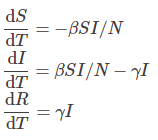 dS/dT = −βSI/N
dI/dT = βSI/N − γI
dR/dT = γI